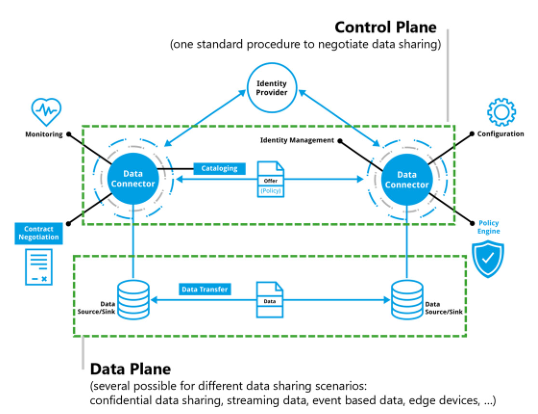 Control Plane
(one standard procedure to negotiate data sharing)
Identity
Provider
Monitoring
Configuration
Identity Management
Cataloging
Data
Connector
Offer
(Policy)
Data
Connector
Contract
Negotiation
Policy
Engine
Data Transfer
Data
Source/Sink
Data
Data
Source/Sink
Data Plane
(several possible for different data sharing scenarios:
confidential data sharing, streaming data, event based data, edge devices, ...)